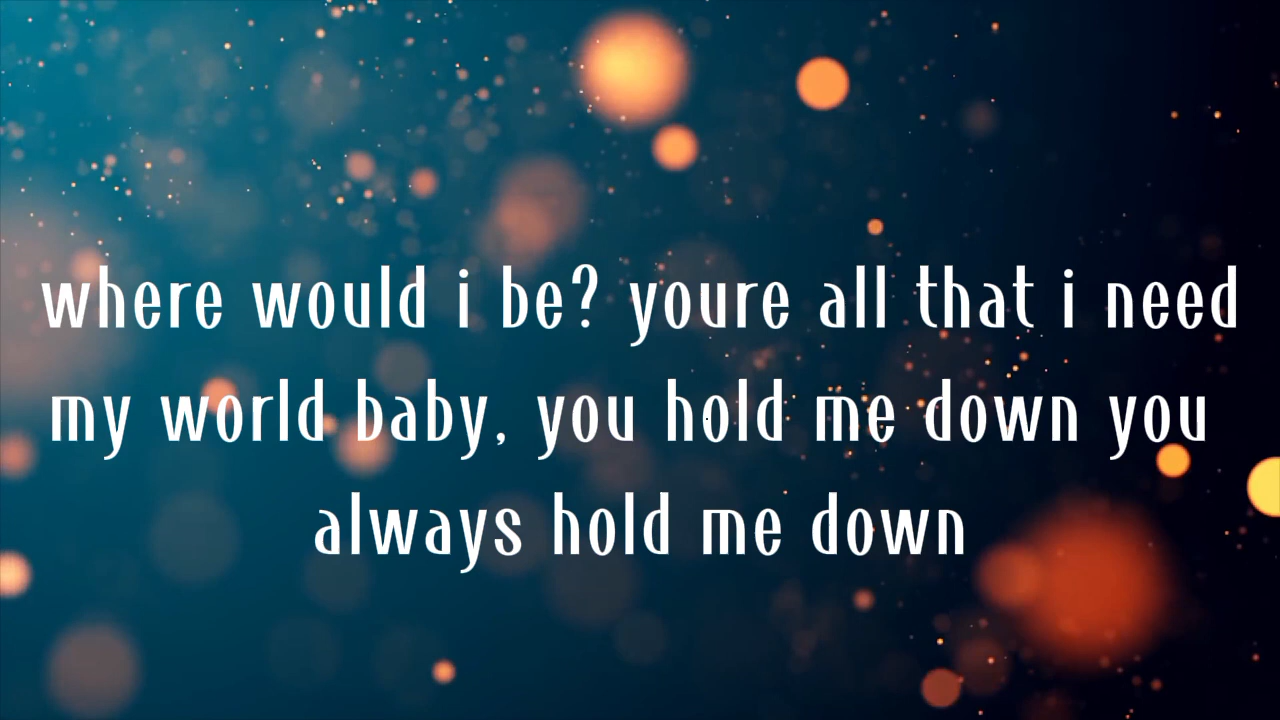 where would i be? youre all that i need
my world baby, you hold me down you
always hold me down